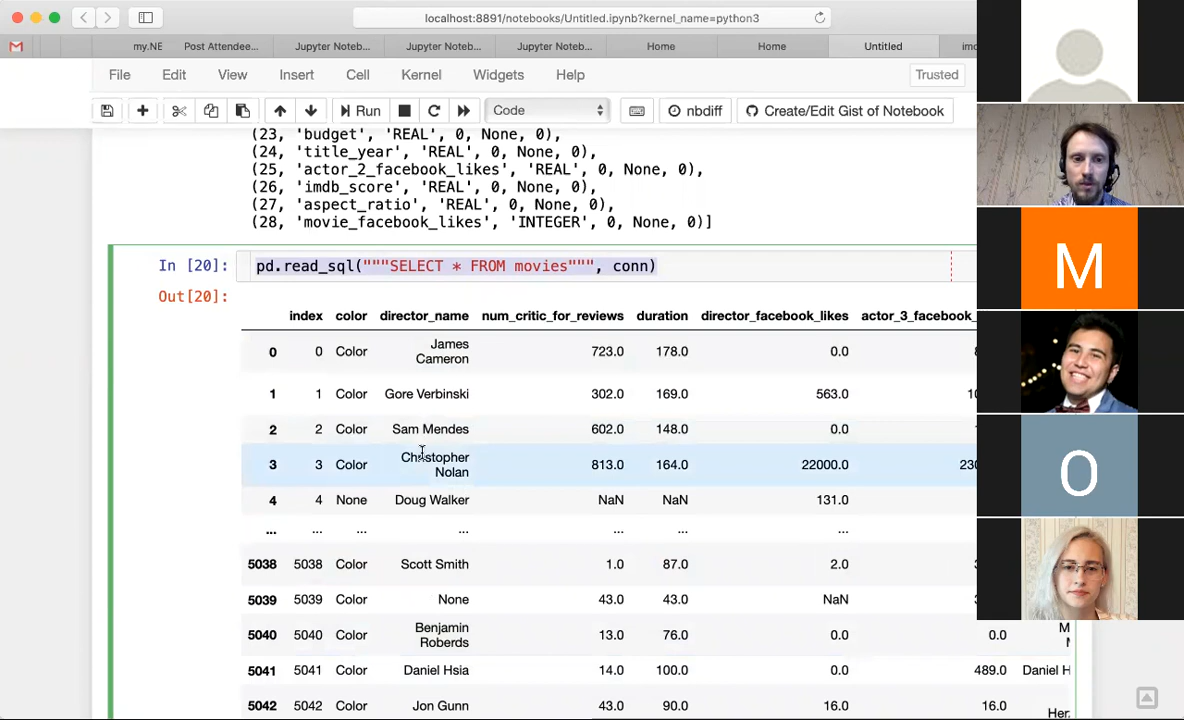 localhost:8891/notebooks/Untitled.ipynb?kernel_name=python3
my.NE Post Attendee... Jupyter Noteb... Jupyter Noteb... Jupyter Noteb... Home Home Untitled
File Edit View Insert Cell Kernel Widgets Help Trusted
Run Code nbdiff Create/Edit Gist of Notebook
(23, 'budget', 'REAL', 0, None, 0),
(24, 'title_year', 'REAL', 0, None, 0),
(25, 'actor_2_facebook_likes', 'REAL', 0, None, 0),
(26, 'imdb_score', 'REAL', 0, None, 0),
(27, 'aspect_ratio', 'REAL', 0, None, 0),
(28, 'movie_facebook_likes', 'INTEGER', 0, None, 0)]
In [20]: pd.read_sql("""SELECT * FROM movies""", conn)
Out[20]:
index color director_name num_critic_for_reviews duration director_facebook_likes actor_3_facebook_
0 0 Color James Cameron 723.0 178.0 0.0
1 1 Color Gore Verbinski 302.0 169.0 563.0
2 2 Color Sam Mendes 602.0 148.0 0.0
3 3 Color Christopher Nolan 813.0 164.0 22000.0 230
4 4 None Doug Walker NaN NaN 131.0
... ... ... ... ... ... ...
5038 5038 Color Scott Smith 1.0 87.0 2.0
5039 5039 Color None 43.0 43.0 NaN
5040 5040 Color Benjamin Roberds 13.0 76.0 0.0 0.0
5041 5041 Color Daniel Hsia 14.0 100.0 0.0 489.0 Daniel H
5042 5042 Color Jon Gunn 43.0 90.0 16.0 16.0
M
O